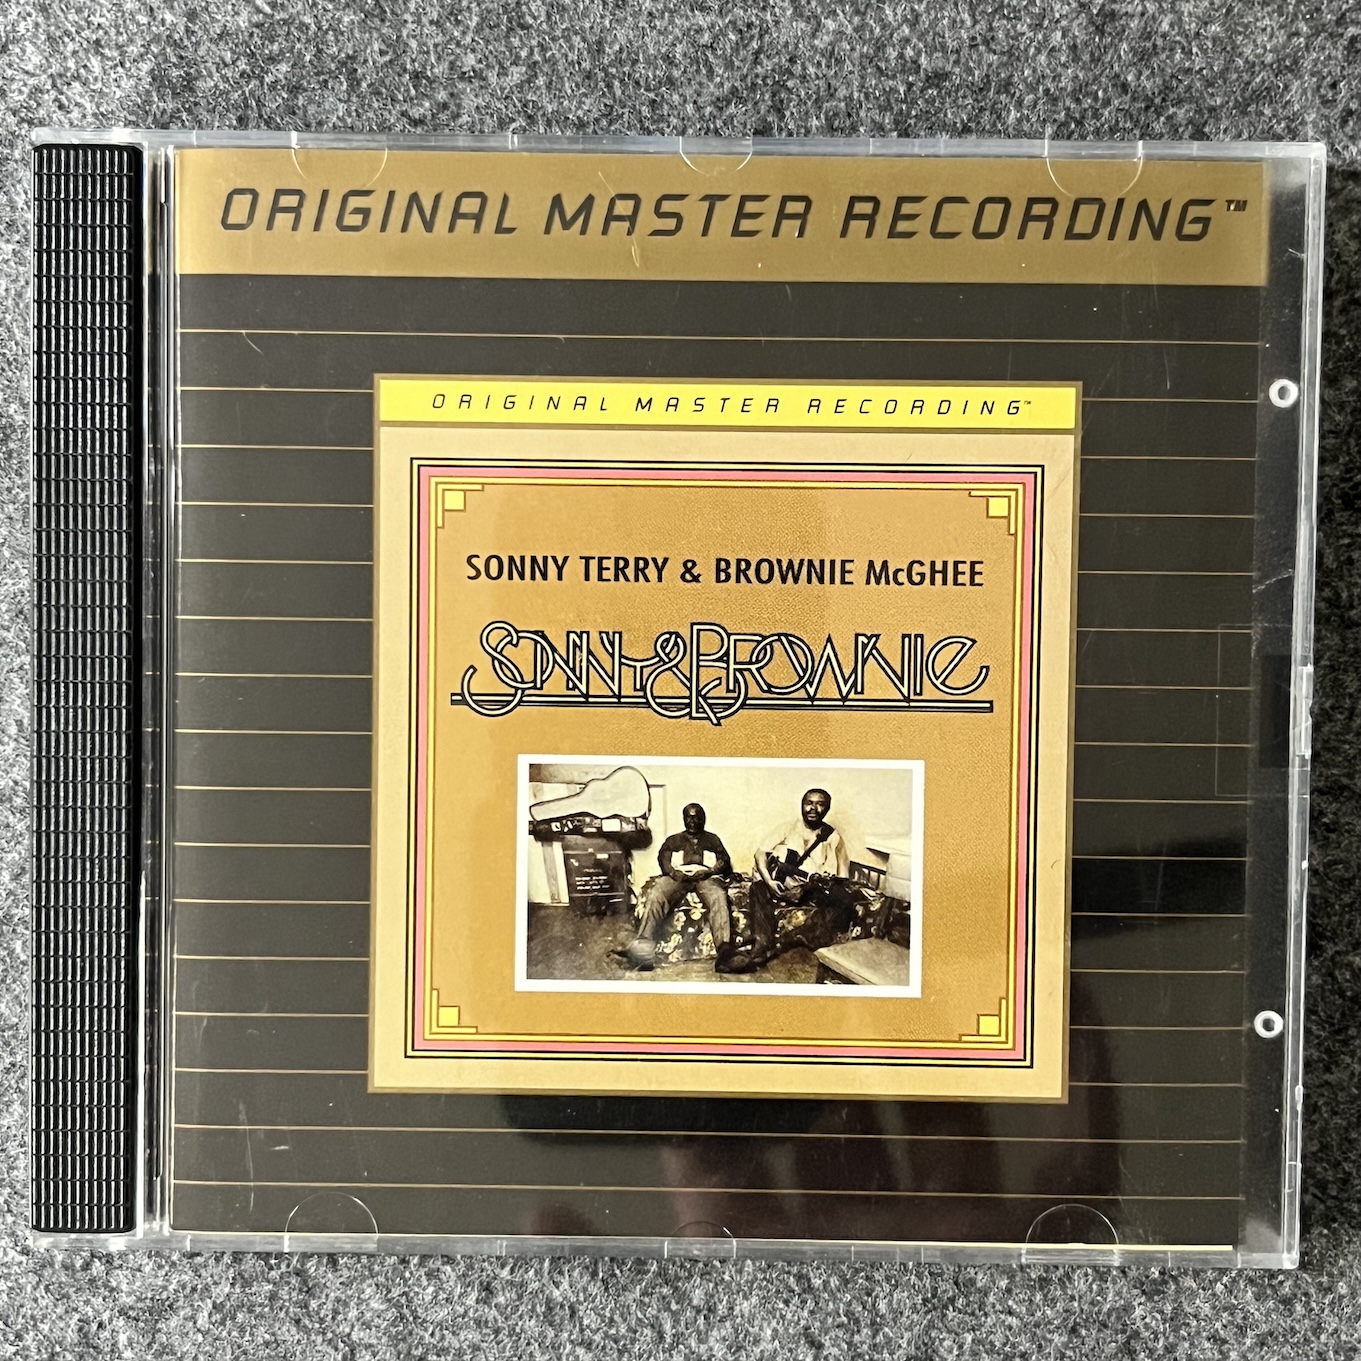 ORIGINAL MASTER RECORDING™
ORIGINAL MASTER RECORDING™
SONNY TERRY & BROWNIE McGHEE
SONNY & BROWNIE